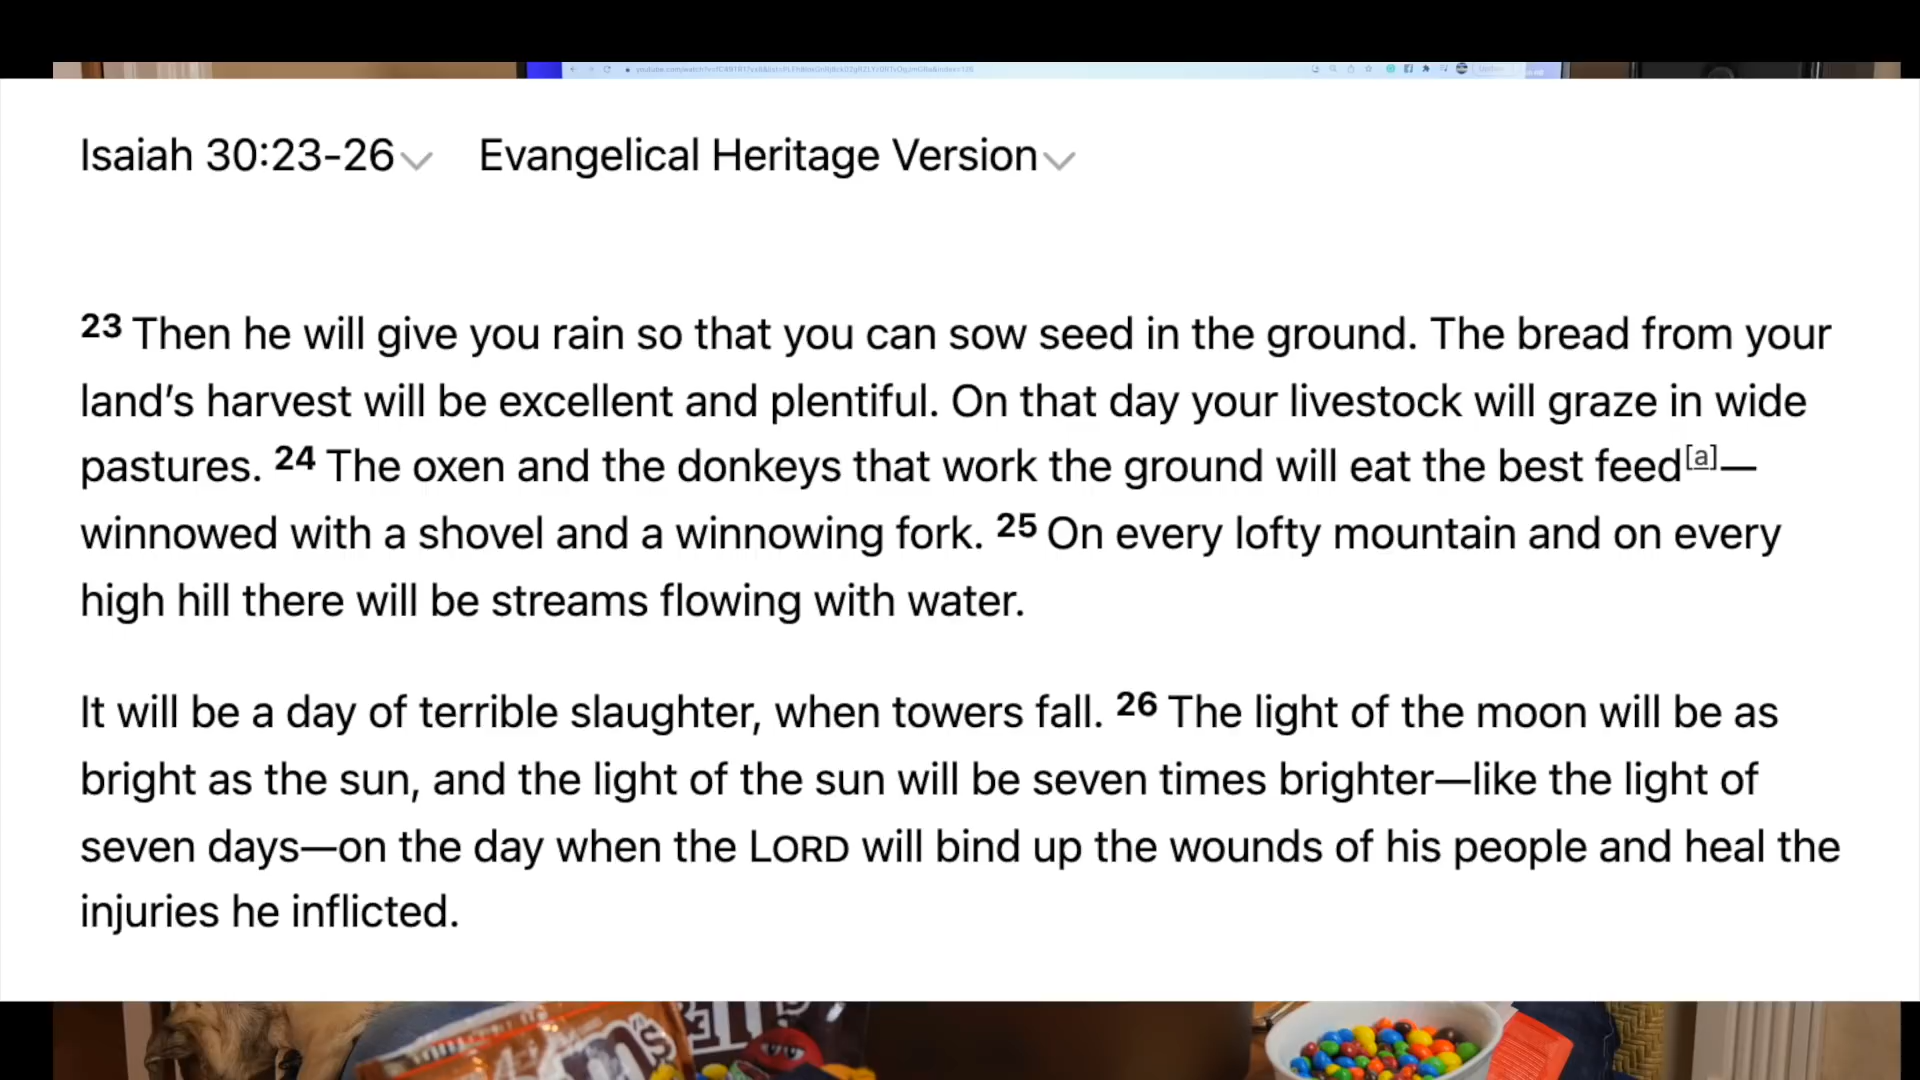 Isaiah 30:23-26 Evangelical Heritage Version
23 Then he will give you rain so that you can sow seed in the ground. The bread from your
land’s harvest will be excellent and plentiful. On that day your livestock will graze in wide
pastures. 24 The oxen and the donkeys that work the ground will eat the best feed[a]—
winnowed with a shovel and a winnowing fork. 25 On every lofty mountain and on every
high hill there will be streams flowing with water.
It will be a day of terrible slaughter, when towers fall. 26 The light of the moon will be as
bright as the sun, and the light of the sun will be seven times brighter—like the light of
seven days—on the day when the LORD will bind up the wounds of his people and heal the
injuries he inflicted.